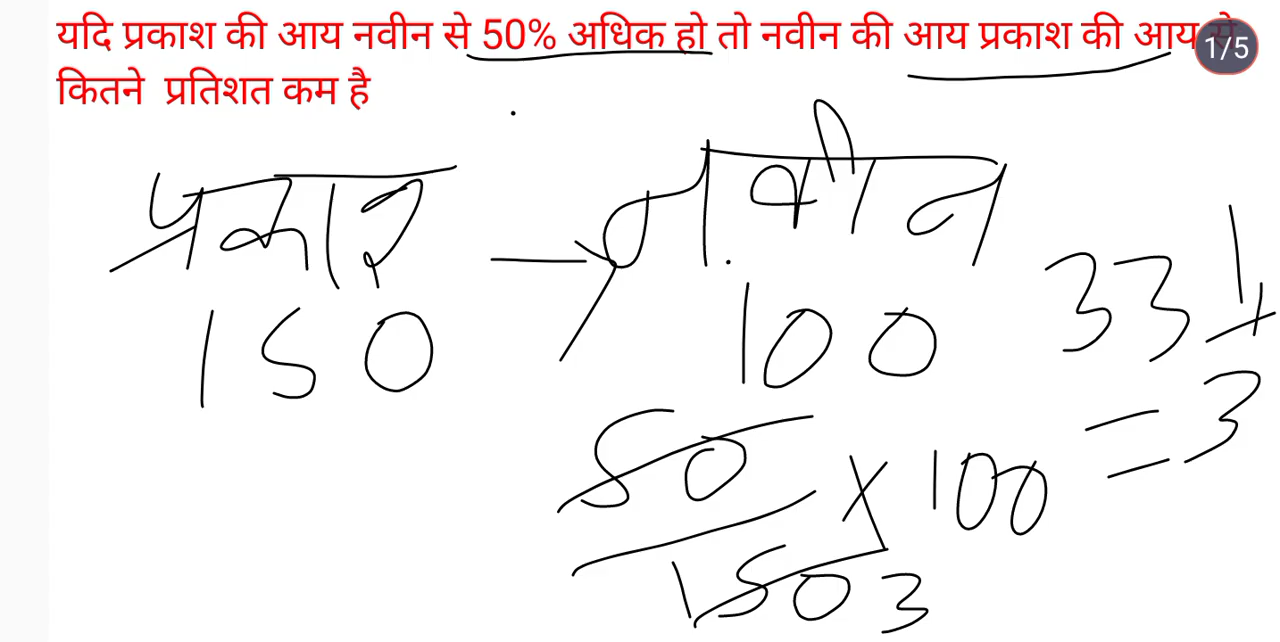 यदि प्रकाश की आय नवीन से 50% अधिक हो तो नवीन की आय प्रकाश की आय से
1/5
कितने प्रतिशत कम है
प्रकाश → नवीन
150 100
33 1/3
50/150 3 × 100 =